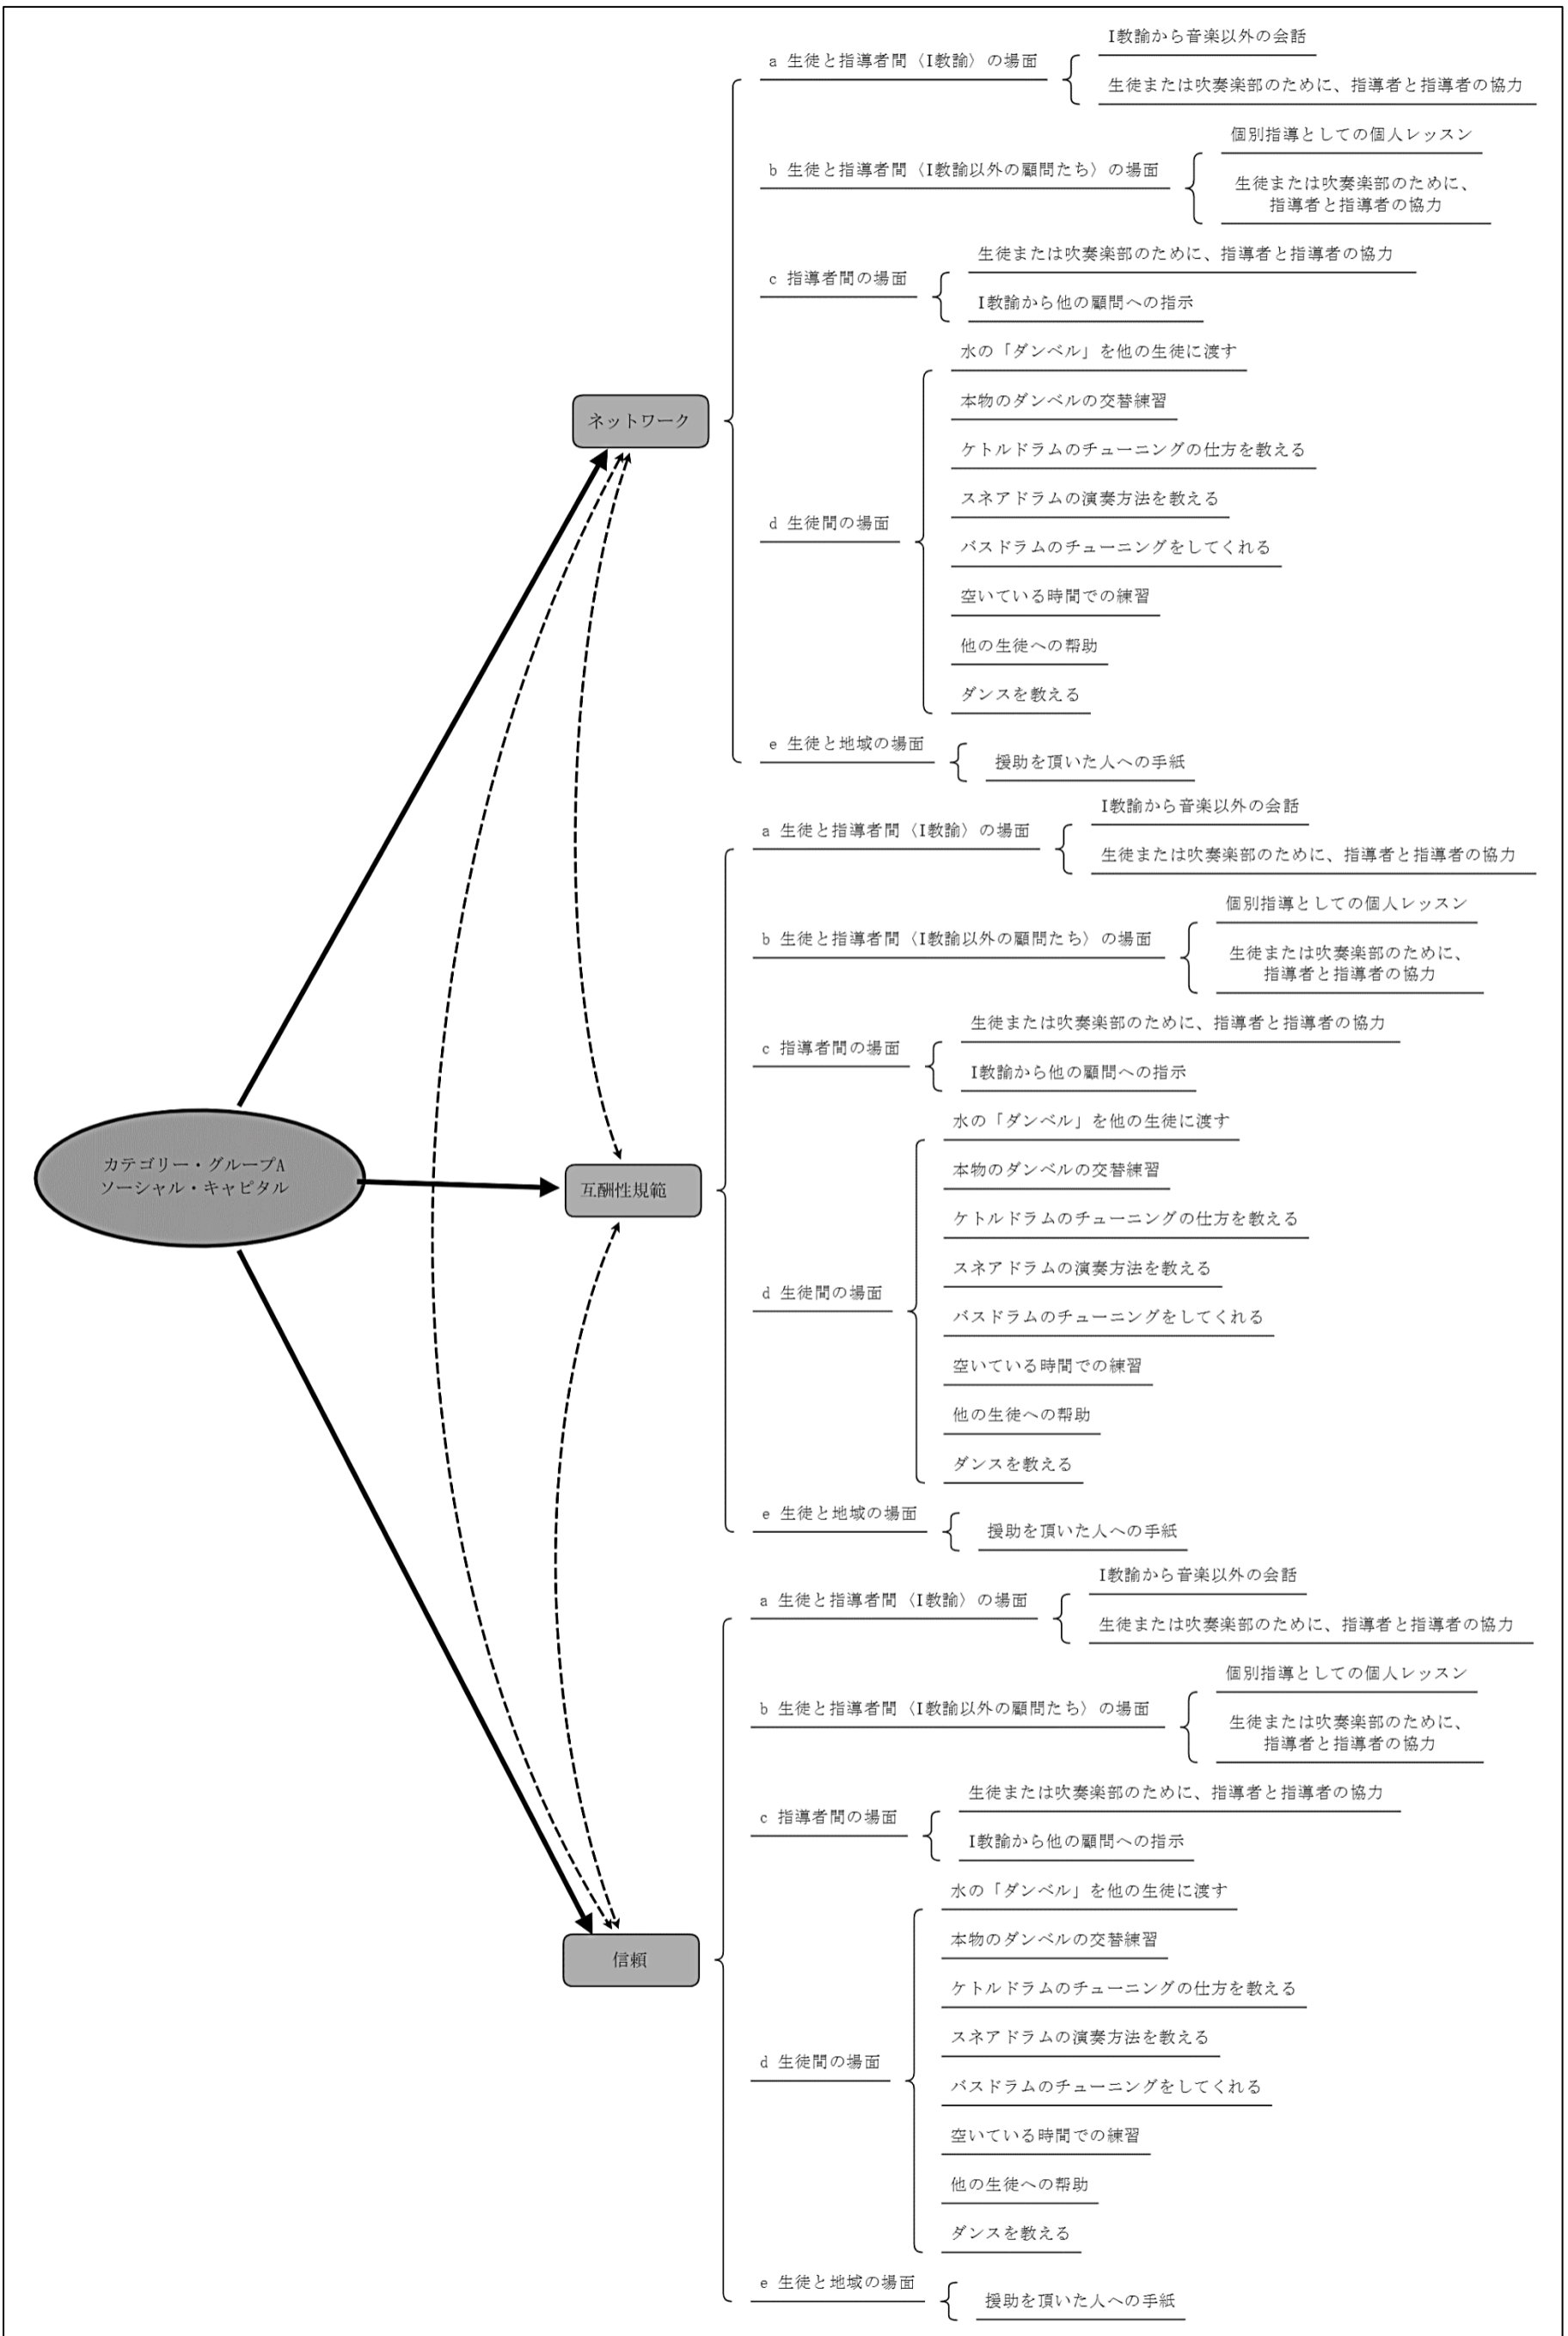 カテゴリー・グループA
ソーシャル・キャピタル
ネットワーク
a 生徒と指導者間〈I教諭〉の場面
I教諭から音楽以外の会話
生徒または吹奏楽部のために、指導者と指導者の協力
b 生徒と指導者間〈I教諭以外の顧問たち〉の場面
個別指導としての個人レッスン
生徒または吹奏楽部のために、
指導者と指導者の協力
c 指導者間の場面
生徒または吹奏楽部のために、指導者と指導者の協力
I教諭から他の顧問への指示
d 生徒間の場面
水の「ダンベル」を他の生徒に渡す
本物のダンベルの交替練習
ケトルドラムのチューニングの仕方を教える
スネアドラムの演奏方法を教える
バスドラムのチューニングをしてくれる
空いている時間での練習
他の生徒への幇助
ダンスを教える
e 生徒と地域の場面
援助を頂いた人への手紙
互酬性規範
a 生徒と指導者間〈I教諭〉の場面
I教諭から音楽以外の会話
生徒または吹奏楽部のために、指導者と指導者の協力
b 生徒と指導者間〈I教諭以外の顧問たち〉の場面
個別指導としての個人レッスン
生徒または吹奏楽部のために、
指導者と指導者の協力
c 指導者間の場面
生徒または吹奏楽部のために、指導者と指導者の協力
I教諭から他の顧問への指示
d 生徒間の場面
水の「ダンベル」を他の生徒に渡す
本物のダンベルの交替練習
ケトルドラムのチューニングの仕方を教える
スネアドラムの演奏方法を教える
バスドラムのチューニングをしてくれる
空いている時間での練習
他の生徒への幇助
ダンスを教える
e 生徒と地域の場面
援助を頂いた人への手紙
信頼
a 生徒と指導者間〈I教諭〉の場面
I教諭から音楽以外の会話
生徒または吹奏楽部のために、指導者と指導者の協力
b 生徒と指導者間〈I教諭以外の顧問たち〉の場面
個別指導としての個人レッスン
生徒または吹奏楽部のために、
指導者と指導者の協力
c 指導者間の場面
生徒または吹奏楽部のために、指導者と指導者の協力
I教諭から他の顧問への指示
d 生徒間の場面
水の「ダンベル」を他の生徒に渡す
本物のダンベルの交替練習
ケトルドラムのチューニングの仕方を教える
スネアドラムの演奏方法を教える
バスドラムのチューニングをしてくれる
空いている時間での練習
他の生徒への幇助
ダンスを教える
e 生徒と地域の場面
援助を頂いた人への手紙